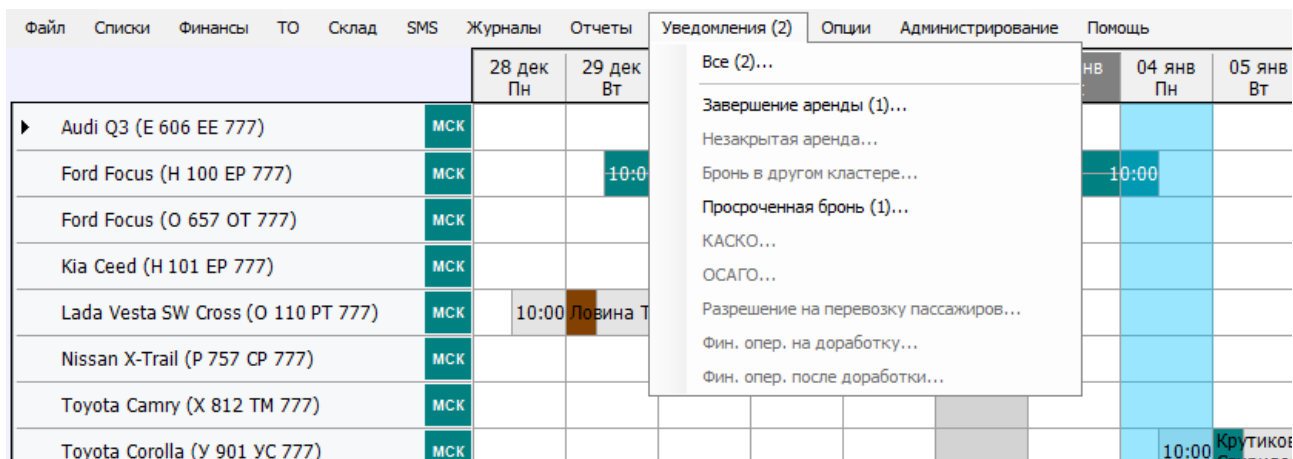 Файл Списки Финансы ТО Склад SMS Журналы Отчеты Уведомления (2) Опции Администрирование Помощь
28 дек 29 дек 04 янв 05 янв
Пн Вт Пн Вт
Все (2)...
Завершение аренды (1)...
Незакрытая аренда...
Бронь в другом кластере...
Просроченная бронь (1)...
КАСКО...
ОСАГО...
Разрешение на перевозку пассажиров...
Фин. опер. на доработку...
Фин. опер. после доработки...
Audi Q3 (Е 606 ЕЕ 777) МСК
Ford Focus (Н 100 ЕР 777) МСК 10:0 10:00
Ford Focus (О 657 ОТ 777) МСК
Kia Ceed (Н 101 ЕР 777) МСК
Lada Vesta SW Cross (О 110 РТ 777) МСК 10:00 Ловина Т
Nissan X-Trail (Р 757 СР 777) МСК
Toyota Camry (Х 812 ТМ 777) МСК
Toyota Corolla (У 901 УС 777) МСК 10:00 Крутиков